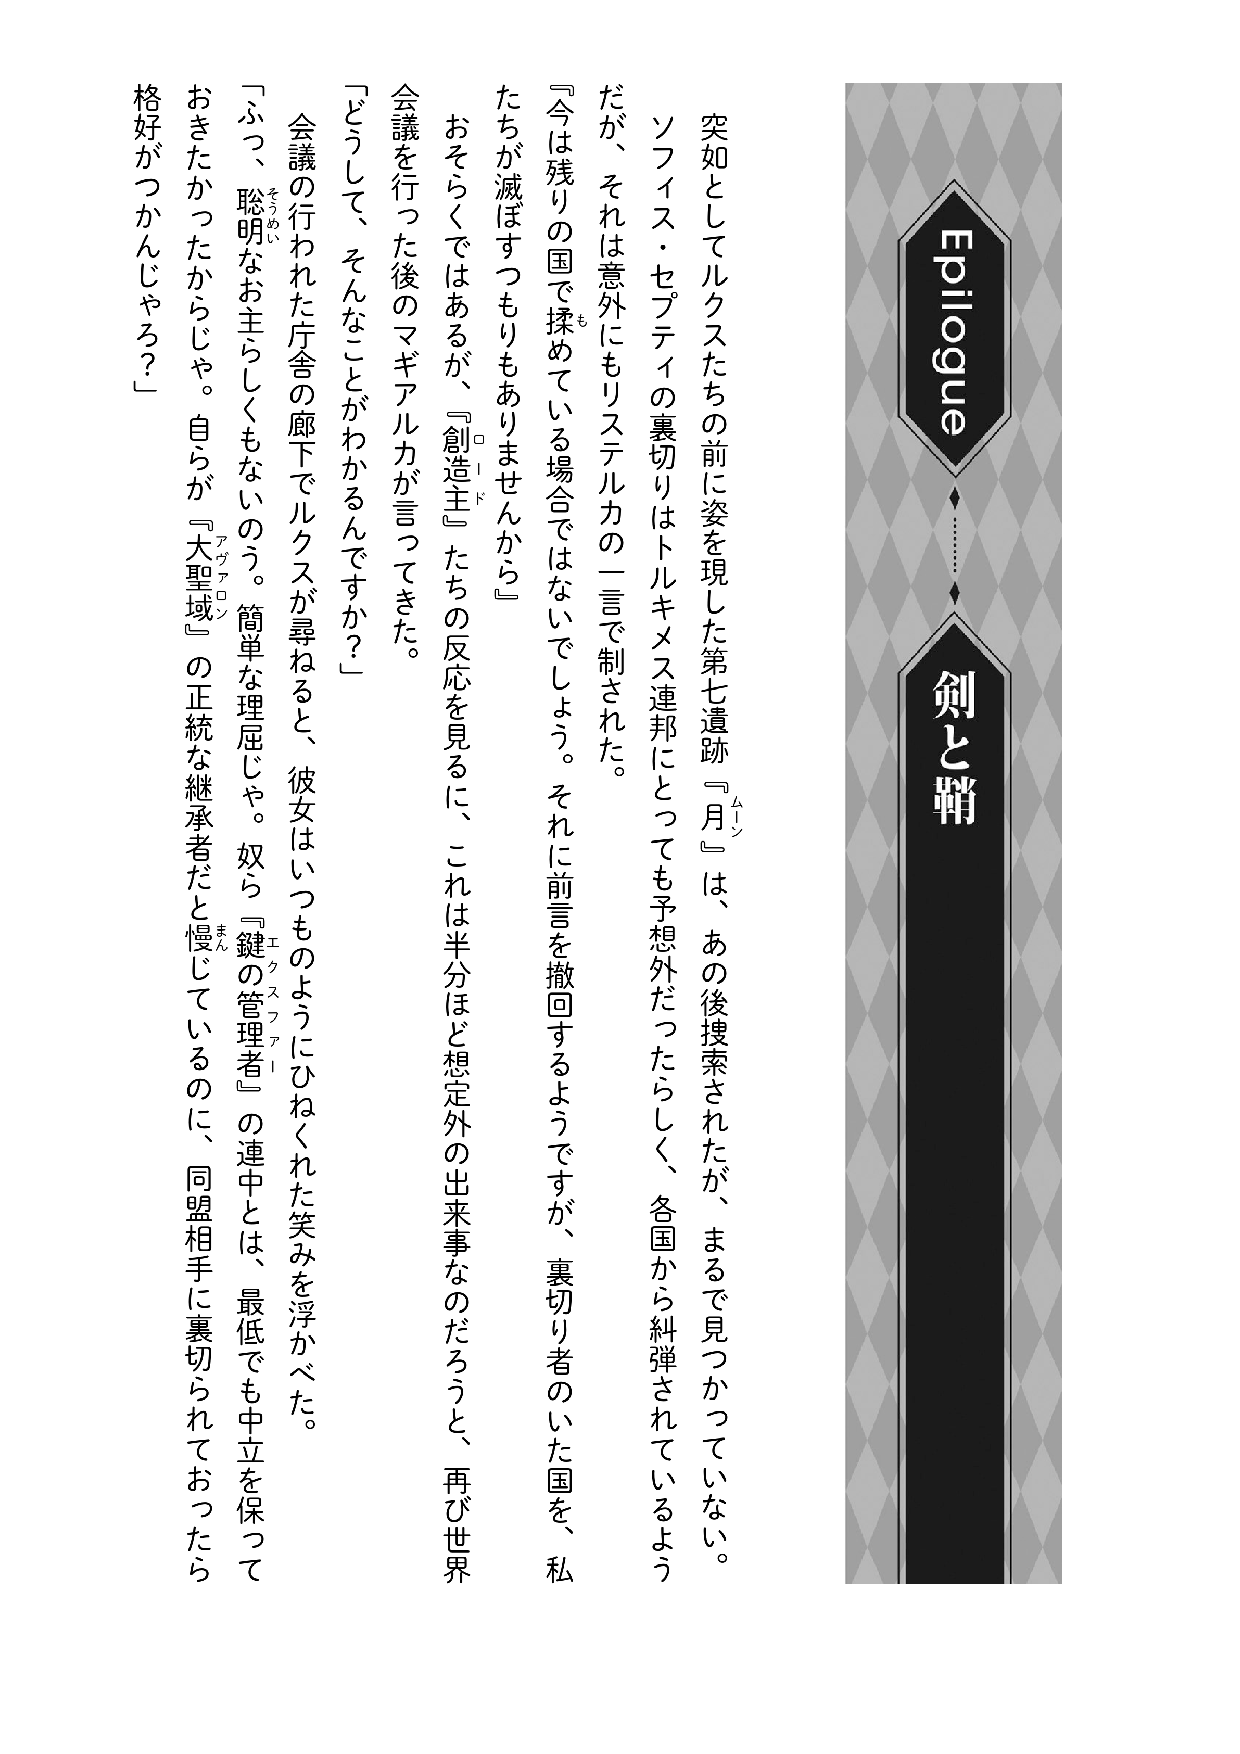 Epilogue
剣と鞘
突如としてルクスたちの前に姿を現した第七遺跡『月』は、あの後捜索されたが、まるで見つかっていない。
ムーン
ソフィス・セプティの裏切りはトルキメス連邦にとっても予想外だったらしく、各国から糾弾されているよう
だが、それは意外にもリステルカの一言で制された。
『今は残りの国で揉めている場合ではないでしょう。それに前言を撤回するようですが、裏切り者のいた国を、私
も
たちが滅ぼすつもりもありませんから』
おそらくではあるが、『創造主』たちの反応を見るに、これは半分ほど想定外の出来事なのだろうと、再び世界
ロード
会議を行った後のマギアルカが言ってきた。
「どうして、そんなことがわかるんですか？」
会議の行われた庁舎の廊下でルクスが尋ねると、彼女はいつものようにひねくれた笑みを浮かべた。
「ふっ、聡明なお主らしくもないのう。簡単な理屈じゃ。奴ら『鍵の管理者』の連中とは、最低でも中立を保って
そうめい
エクスファー
おきたかったからじゃ。自らが『大聖域』の正統な継承者だと慢じているのに、同盟相手に裏切られておったら
アヴァロン
まん
格好がつかんじゃろ？」